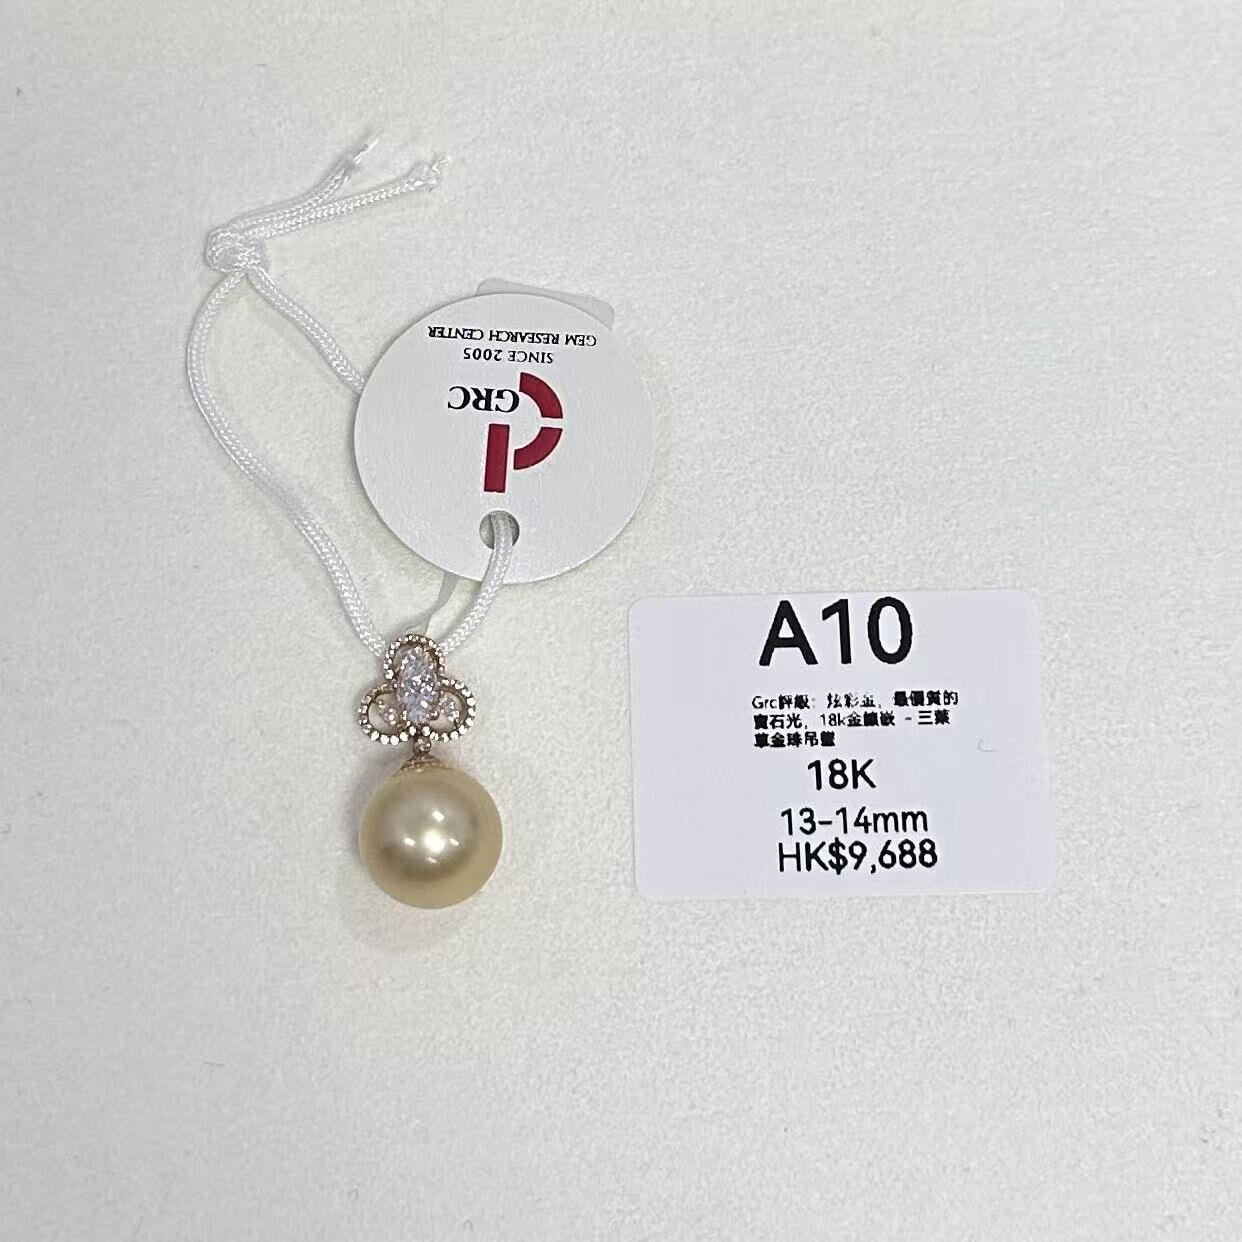 GEM RESEARCH CENTER
SINCE 2005
GRC
A10
Grc評級：炫彩金，最優質的
寶石光，18k金鑲嵌 - 三葉
草金珠吊墜
18K
13-14mm
HK$9,688